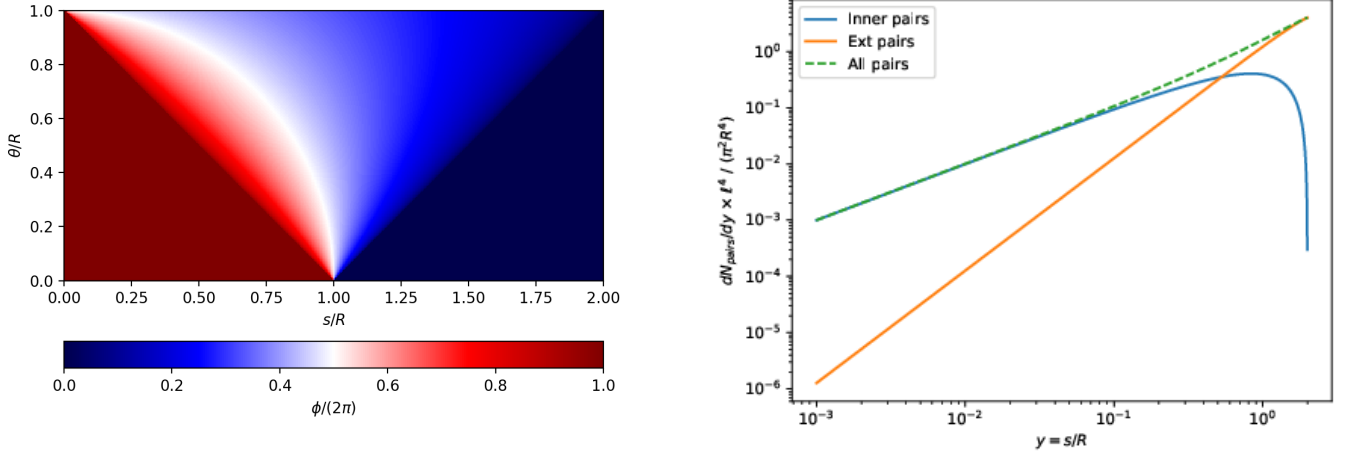 1.0
0.8
0.6
0.4
0.2
0.0
θ/R
0.00 0.25 0.50 0.75 1.00 1.25 1.50 1.75 2.00
s/R
0.0 0.2 0.4 0.6 0.8 1.0
ϕ/(2π)
Inner pairs
Ext pairs
All pairs
10⁰
10⁻¹
10⁻²
10⁻³
10⁻⁴
10⁻⁵
10⁻⁶
dN_pairs/dy × ℓ⁴ / (π²R⁴)
10⁻³ 10⁻² 10⁻¹ 10⁰
y = s/R